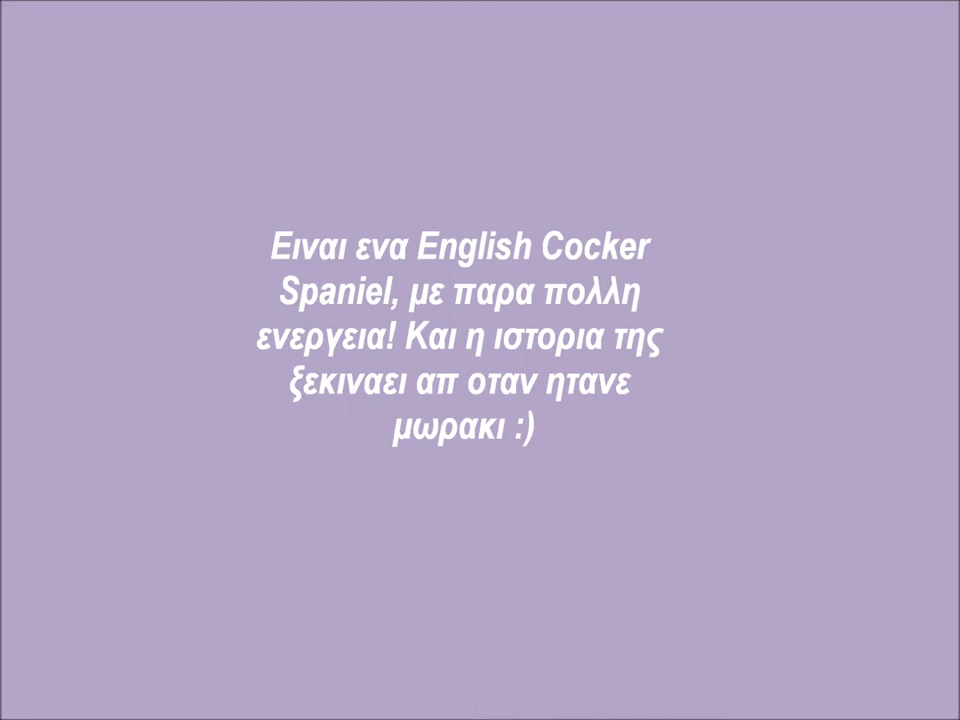 Ειναι ενα English Cocker
Spaniel, με παρα πολλη
ενεργεια! Και η ιστορια της
ξεκιναει απ οταν ητανε
μωρακι :)